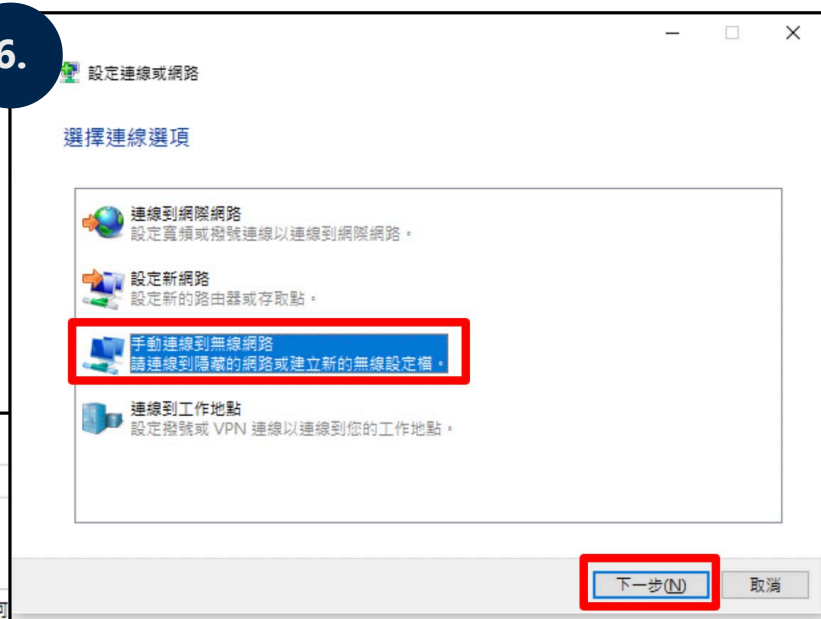 6.
設定連線或網路
選擇連線選項
連線到網際網路
設定寬頻或撥號連線以連線到網際網路。
設定新網路
設定新的路由器或存取點。
手動連線到無線網路
請連線到隱藏的網路或建立新的無線設定檔。
連線到工作地點
設定撥號或 VPN 連線以連線到您的工作地點。
下一步(N)
取消